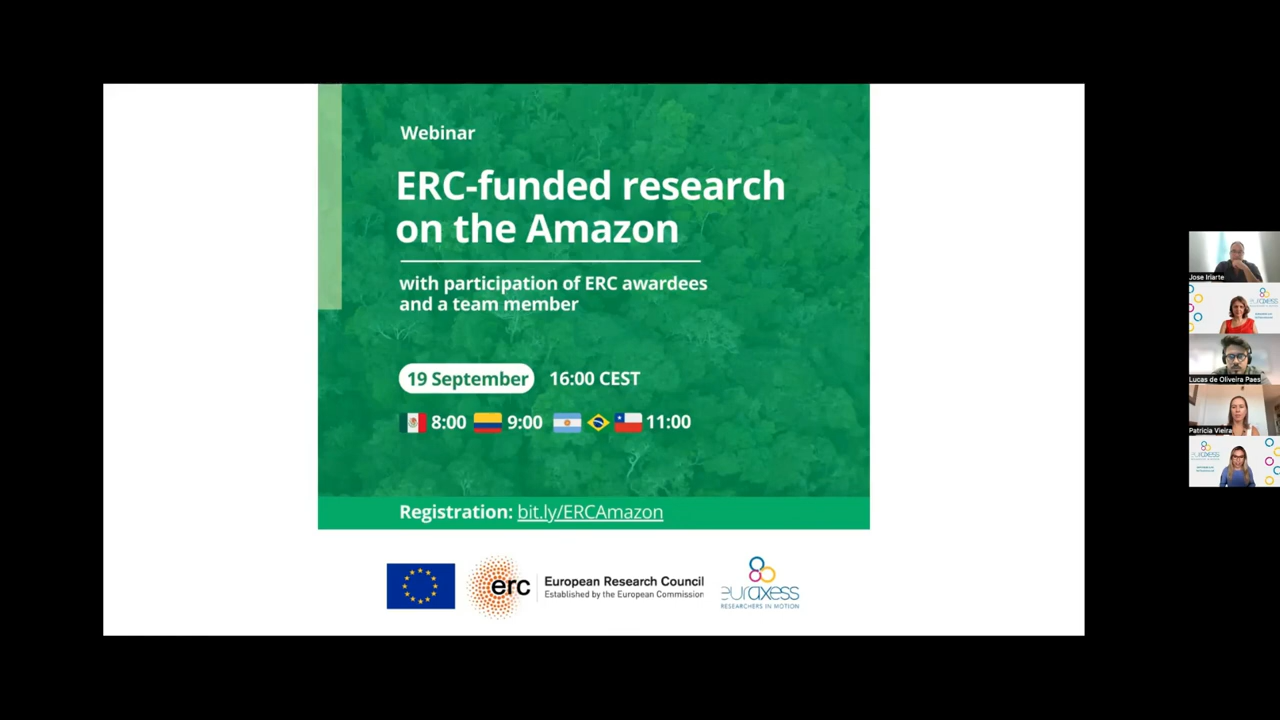 Webinar
ERC-funded research
on the Amazon
with participation of ERC awardees
and a team member
19 September 16:00 CEST
8:00 9:00 11:00
Registration: bit.ly/ERCAmazon
erc
European Research Council
Established by the European Commission
euraxess
RESEARCHERS IN MOTION
Jose Iriarte
euraxess
Lucas de Oliveira Paes
Patricia Vieira
euraxess